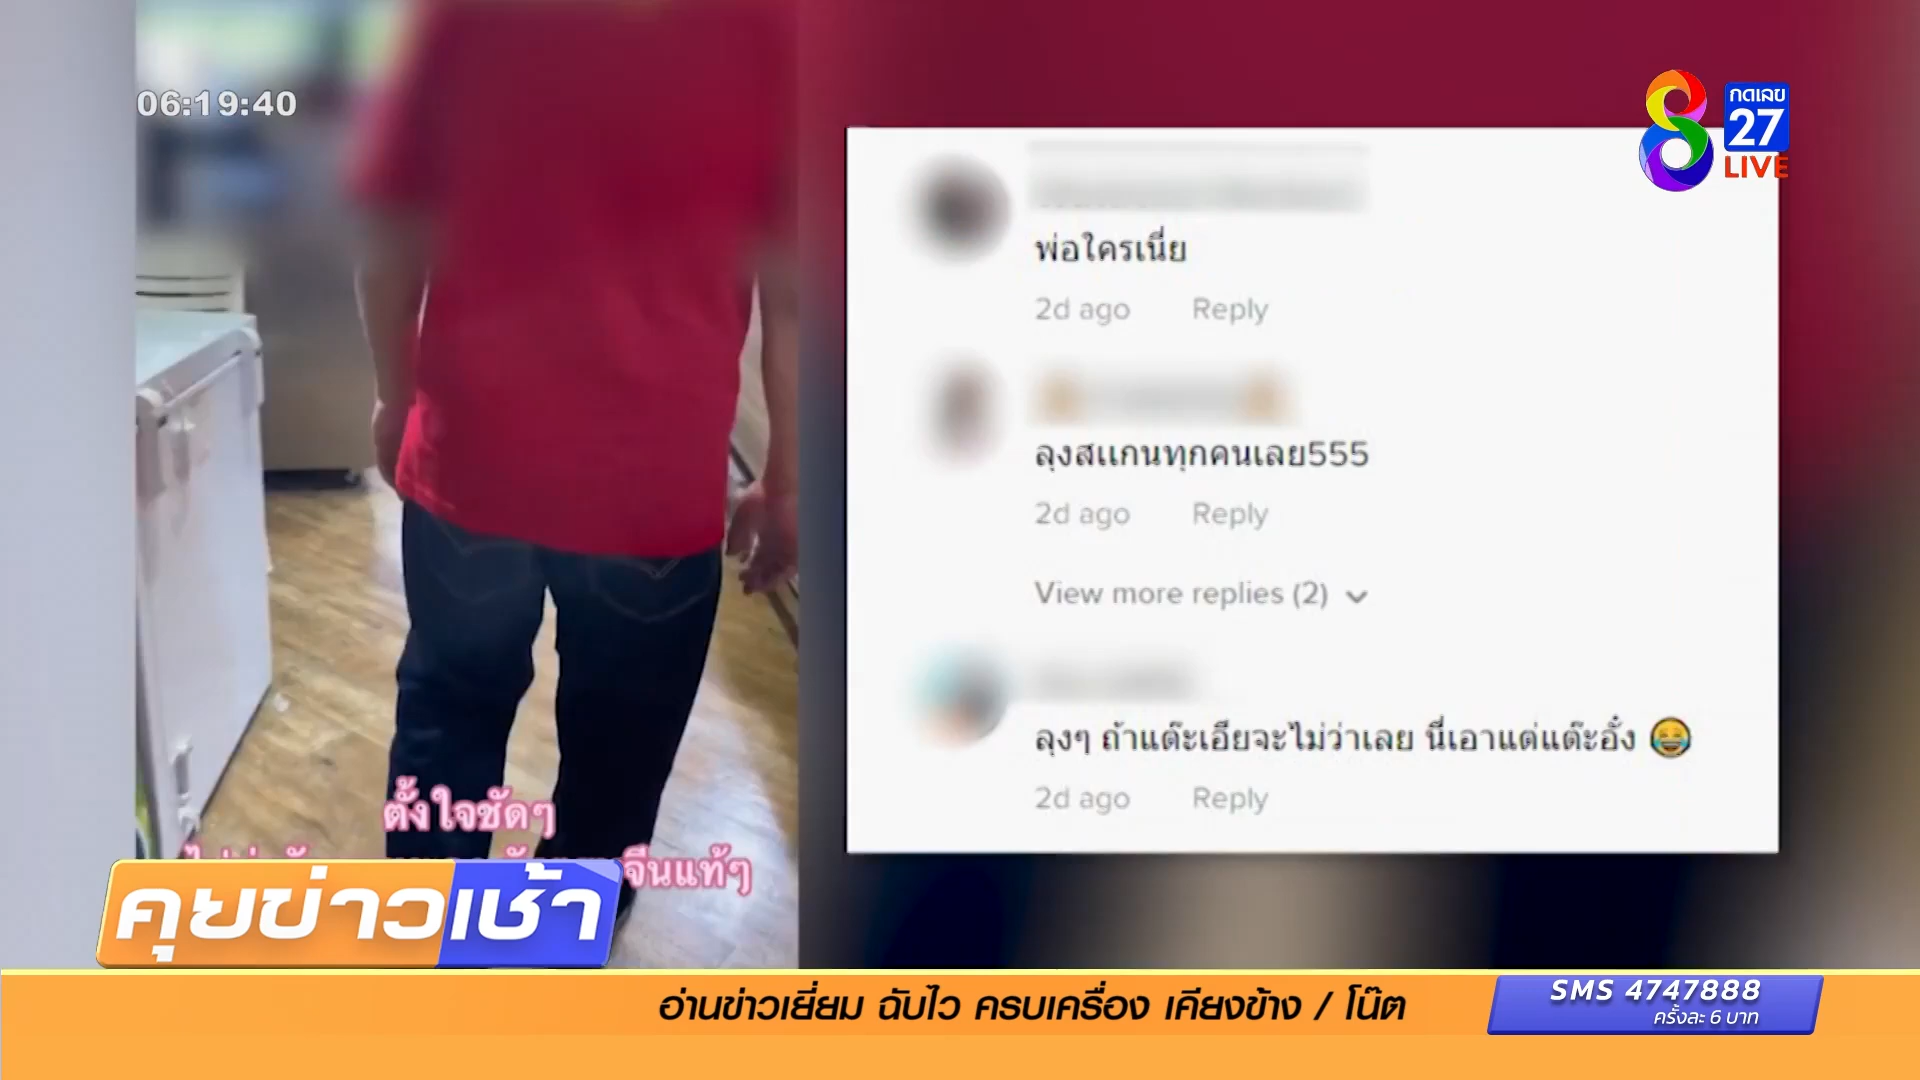 06:19:40
กดเลข
27
LIVE
พ่อใครเนี่ย
2d ago Reply
ลุงสแกนทุกคนเลย555
2d ago Reply
View more replies (2)
ลุงๆ ถ้าแต๊ะเอียจะไม่ว่าเลย นี่เอาแต่แต๊ะอั๋ง 😂
2d ago Reply
ตั้งใจชัดๆ
จีนแท้ๆ
คุยข่าวเช้า
อ่านข่าวเยี่ยม ฉับไว ครบเครื่อง เคียงข้าง / โน๊ต
SMS 4747888
ครั้งละ 6 บาท